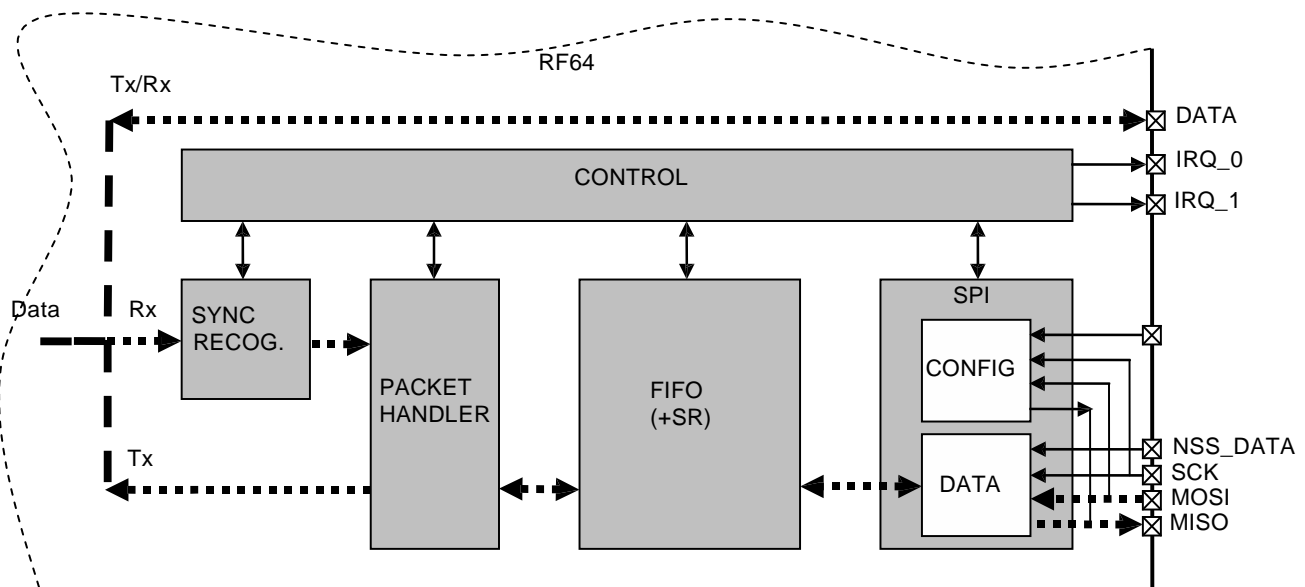 RF64
Tx/Rx
DATA
CONTROL
IRQ_0
IRQ_1
SPI
Data
Rx
SYNC
RECOG.
CONFIG
PACKET
HANDLER
FIFO
(+SR)
Tx
DATA
NSS_DATA
SCK
MOSI
MISO